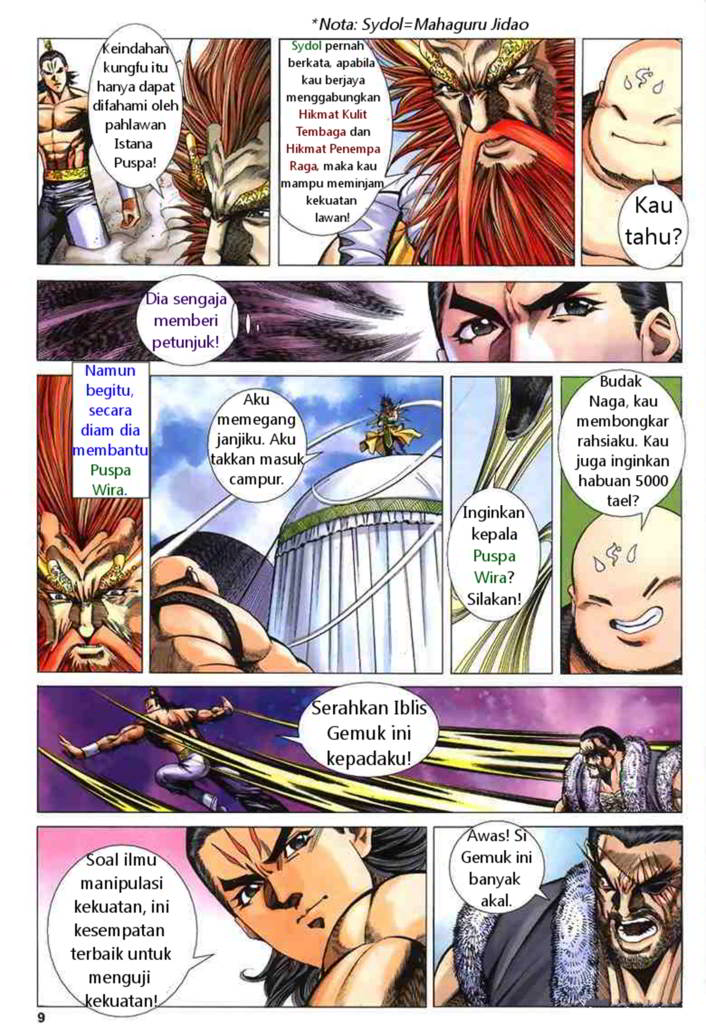 *Nota: Sydol=Mahaguru Jidao
Keindahan
kungfu itu
hanya dapat
difahami oleh
pahlawan
Istana
Puspa!
Sydol pernah
berkata, apabila
kau berjaya
menggabungkan
Hikmat Kulit
Tembaga dan
Hikmat Penempa
Raga, maka kau
mampu meminjam
kekuatan
lawan!
Kau
tahu?
Dia sengaja
memberi
petunjuk!
Namun
begitu,
secara
diam dia
membantu
Puspa
Wira.
Aku
memegang
janjiku. Aku
takkan masuk
campur.
Inginkan
kepala
Puspa
Wira?
Silakan!
Budak
Naga, kau
membongkar
rahsiaku. Kau
juga inginkan
habuan 5000
tael?
Serahkan Iblis
Gemuk ini
kepadaku!
Soal ilmu
manipulasi
kekuatan, ini
kesempatan
terbaik untuk
menguji
kekuatan!
Awas! Si
Gemuk ini
banyak
akal.
9